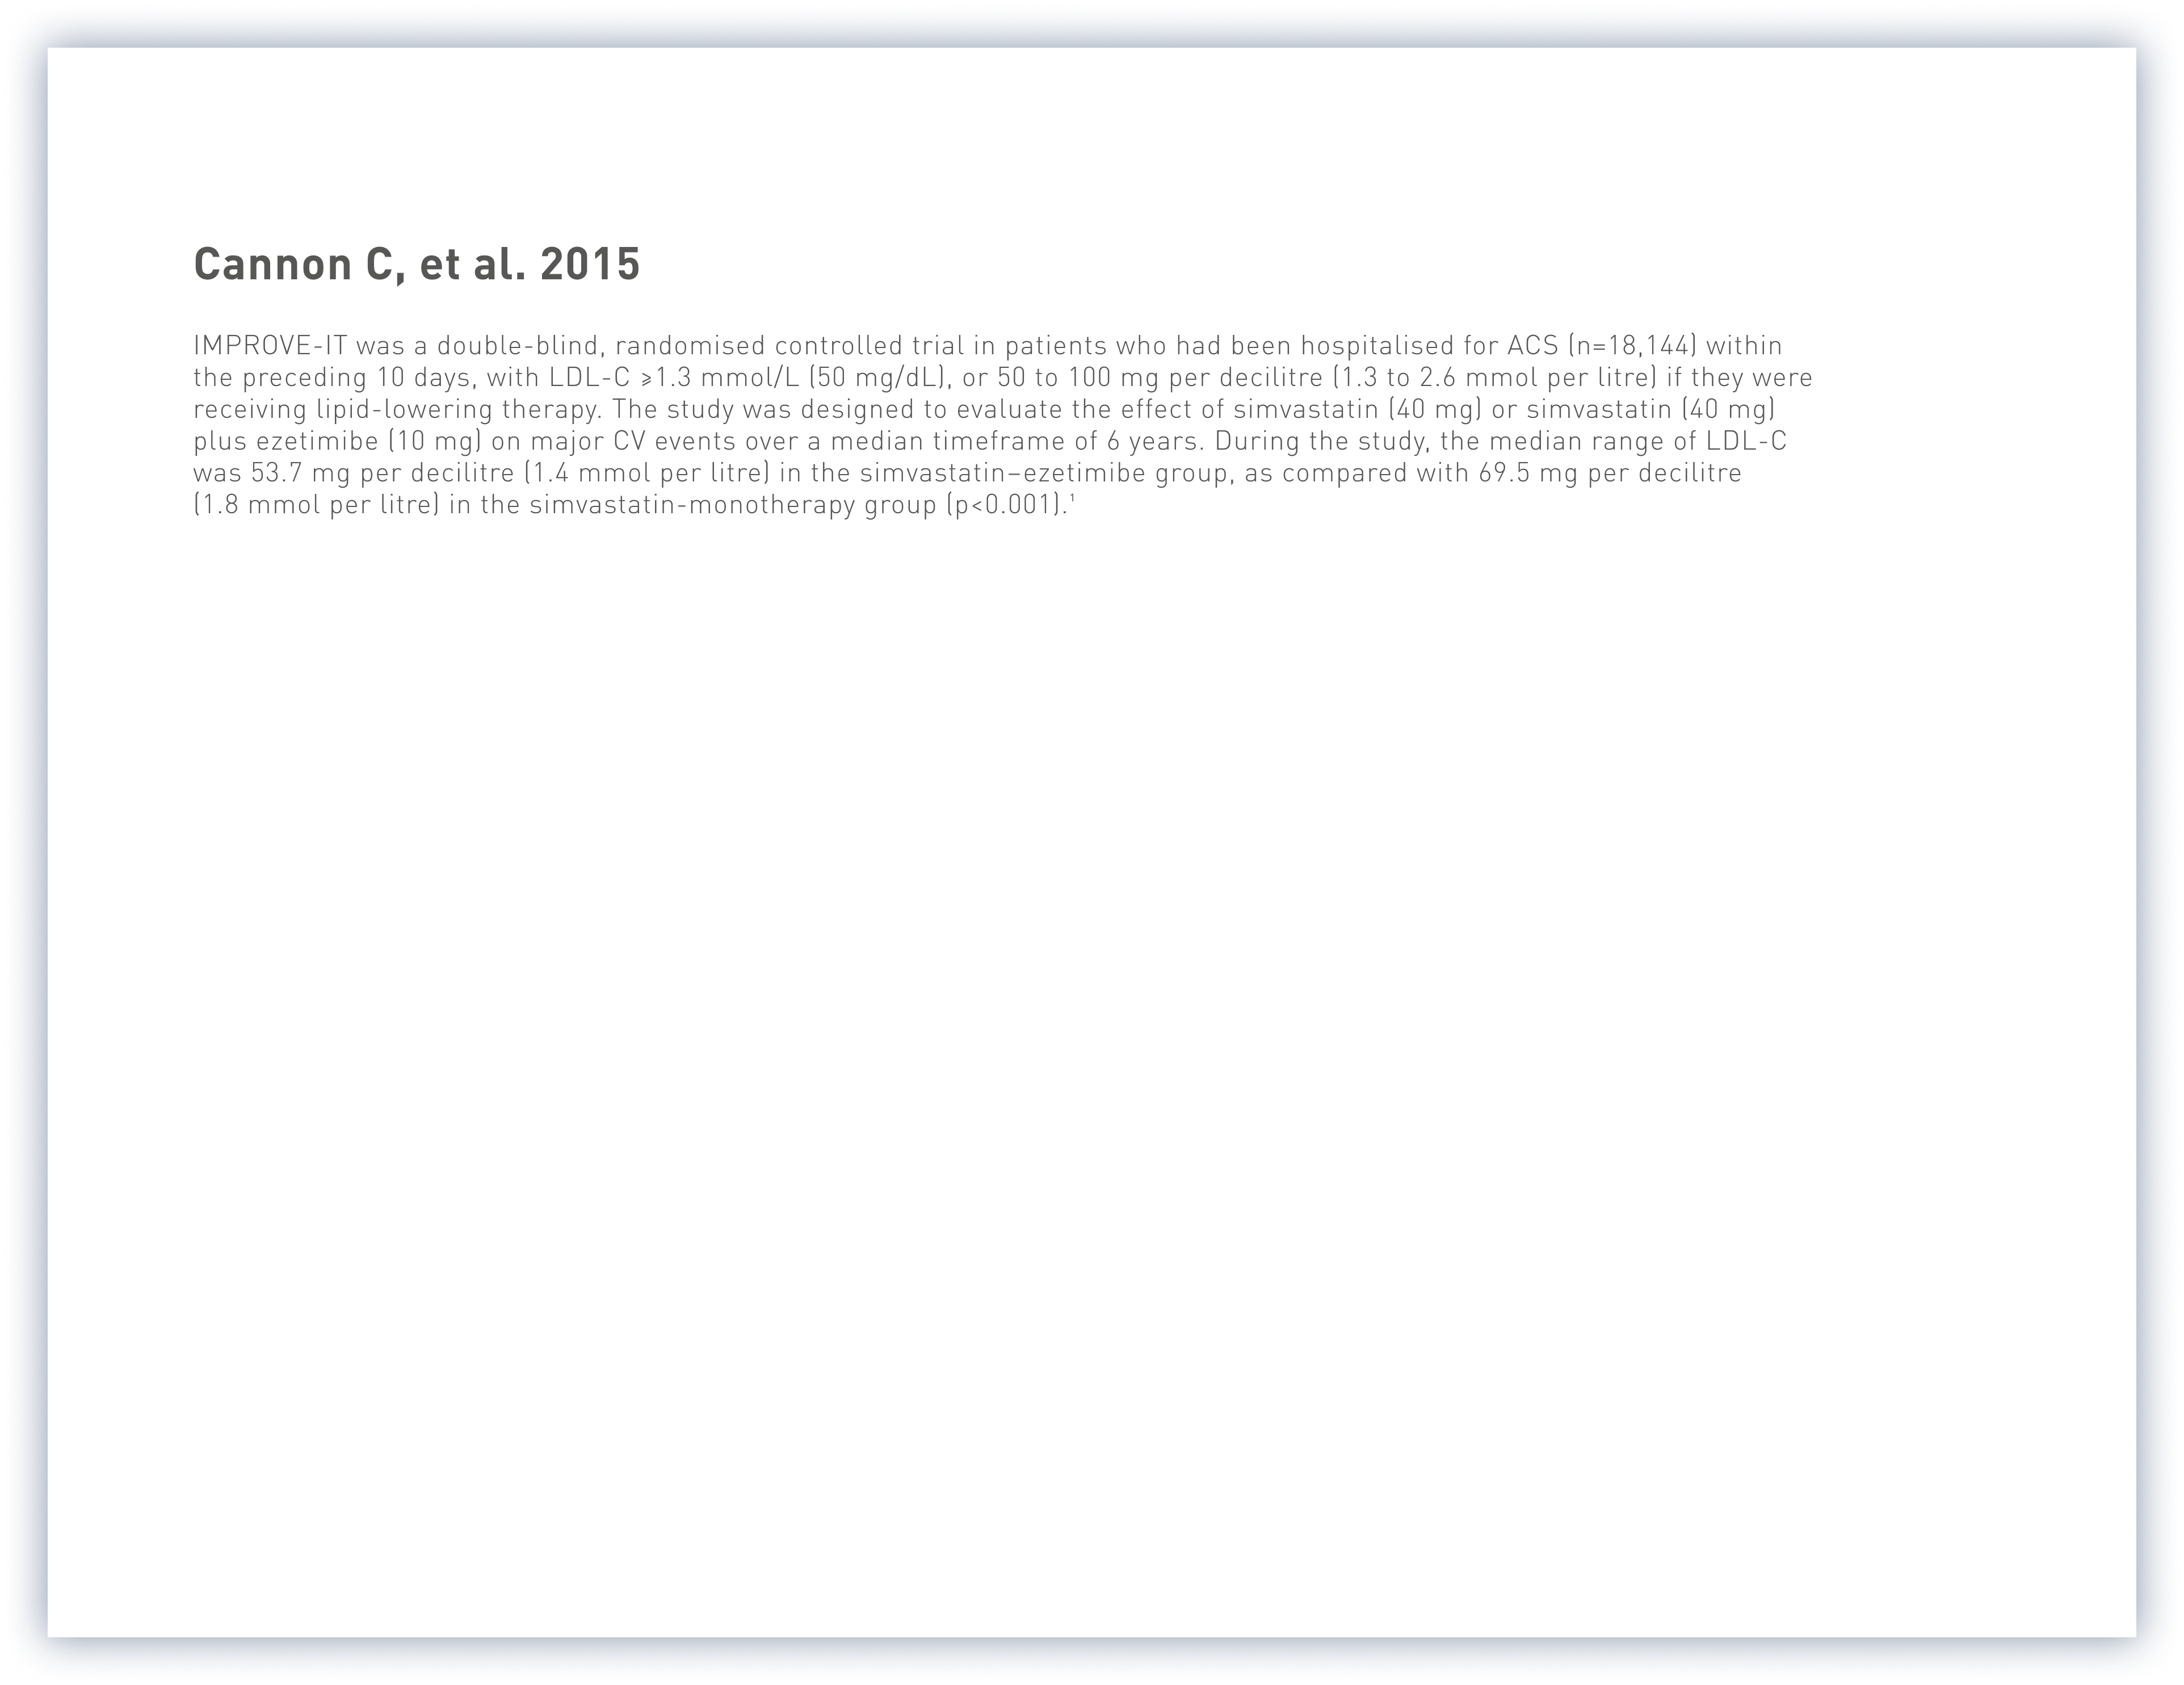 Cannon C, et al. 2015
IMPROVE-IT was a double-blind, randomised controlled trial in patients who had been hospitalised for ACS (n=18,144) within
the preceding 10 days, with LDL-C ⩾1.3 mmol/L (50 mg/dL), or 50 to 100 mg per decilitre (1.3 to 2.6 mmol per litre) if they were
receiving lipid-lowering therapy. The study was designed to evaluate the effect of simvastatin (40 mg) or simvastatin (40 mg)
plus ezetimibe (10 mg) on major CV events over a median timeframe of 6 years. During the study, the median range of LDL-C
was 53.7 mg per decilitre (1.4 mmol per litre) in the simvastatin–ezetimibe group, as compared with 69.5 mg per decilitre
(1.8 mmol per litre) in the simvastatin-monotherapy group (p<0.001).¹